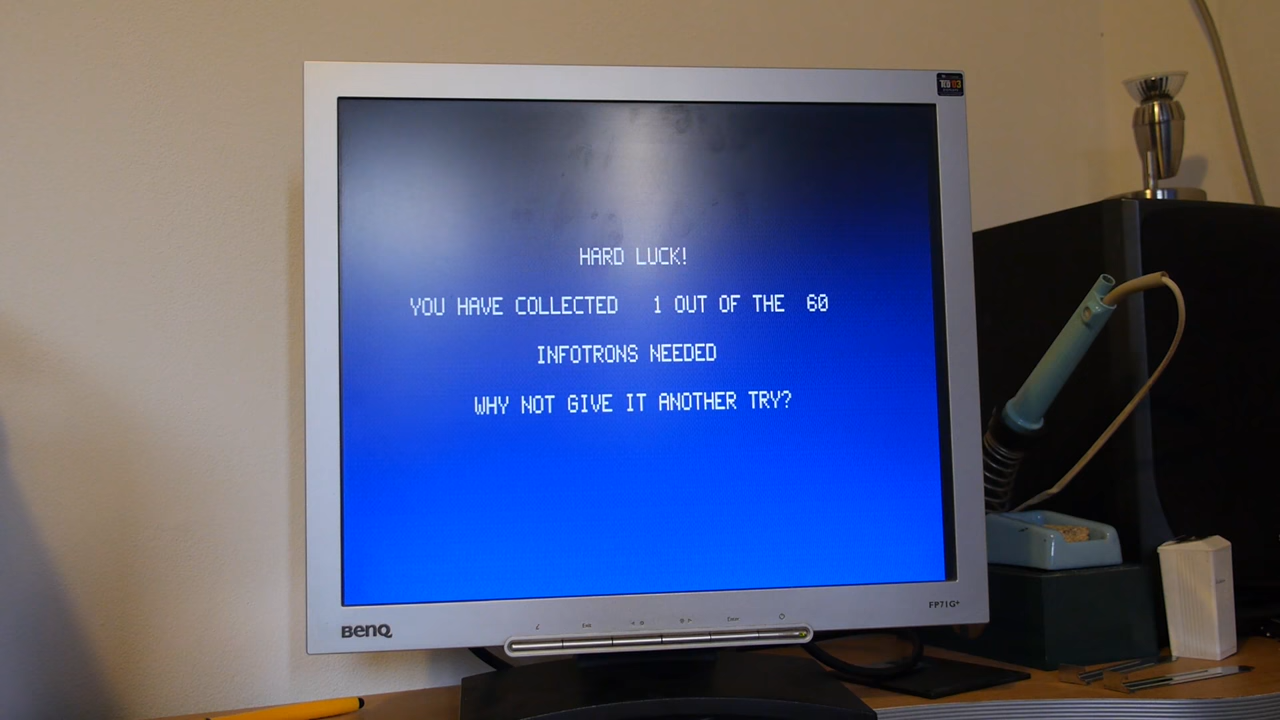 HARD LUCK!
YOU HAVE COLLECTED 1 OUT OF THE 60
INFOTRONS NEEDED
WHY NOT GIVE IT ANOTHER TRY?
BenQ
FP71G+